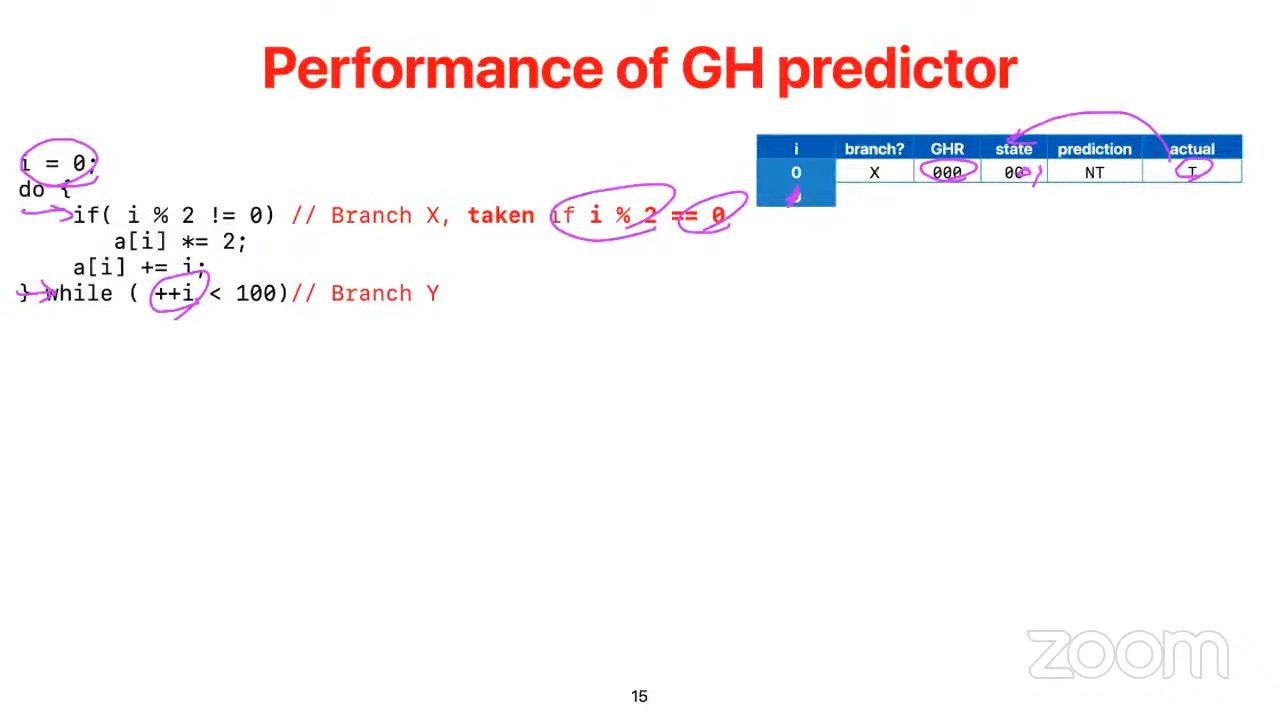 Performance of GH predictor
i = 0;
do {
if( i % 2 != 0) // Branch X, taken if i % 2 == 0
a[i] *= 2;
a[i] += i;
} while ( ++i < 100)// Branch Y
i branch? GHR state prediction actual
0 X 000 00 NT T
zoom
15